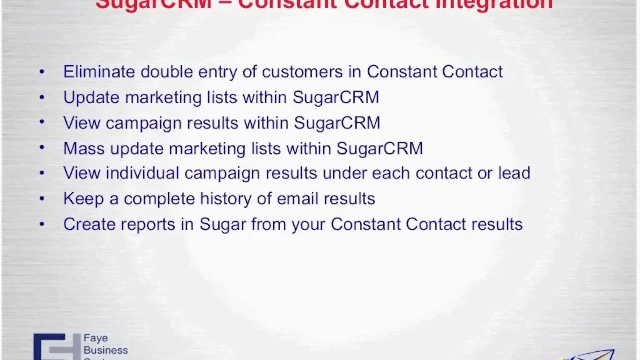 SugarCRM – Constant Contact Integration
• Eliminate double entry of customers in Constant Contact
• Update marketing lists within SugarCRM
• View campaign results within SugarCRM
• Mass update marketing lists within SugarCRM
• View individual campaign results under each contact or lead
• Keep a complete history of email results
• Create reports in Sugar from your Constant Contact results
Faye
Business